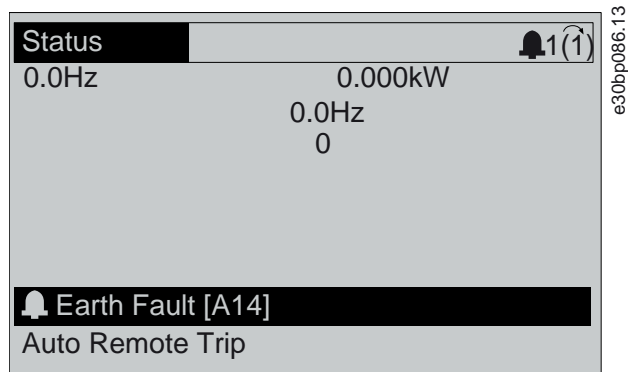 Status 1(1)
0.0Hz 0.000kW
0.0Hz
0
Earth Fault [A14]
Auto Remote Trip
e30bp086.13